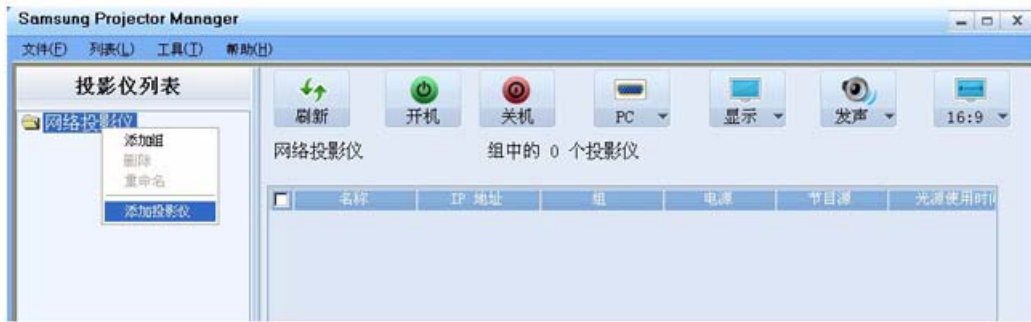 Samsung Projector Manager
文件(F) 列表(L) 工具(T) 帮助(H)
投影仪列表
网络投影仪
添加组
删除
重命名
添加投影仪
刷新 开机 关机 PC 显示 发声 16:9
网络投影仪 组中的 0 个投影仪
名称 IP 地址 组 电源 节目源 光源使用时间